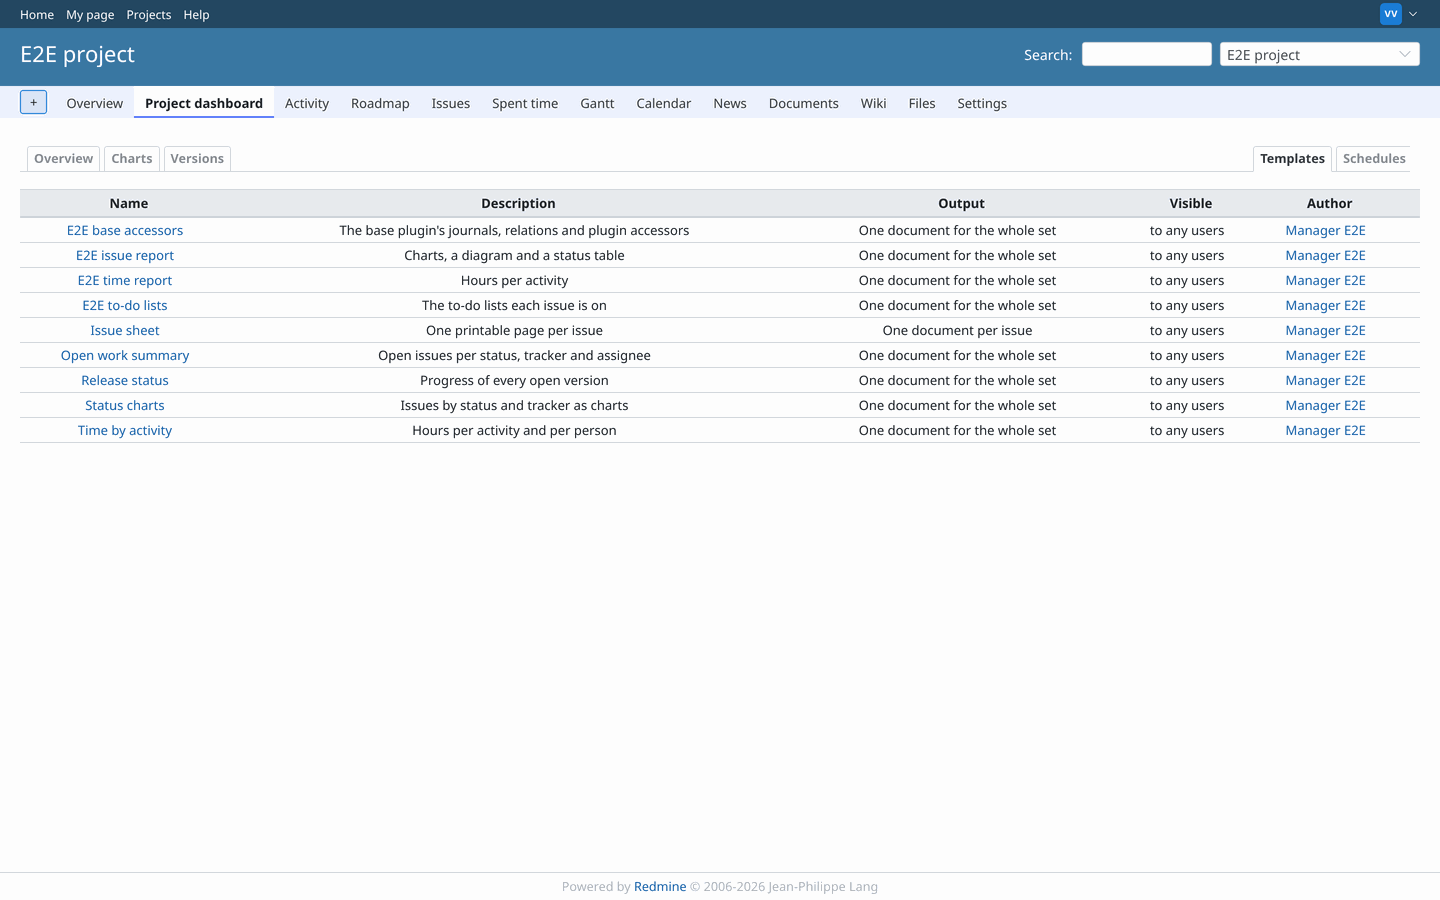 Home My page Projects Help vv
E2E project Search: E2E project
+ Overview Project dashboard Activity Roadmap Issues Spent time Gantt Calendar News Documents Wiki Files Settings
Overview Charts Versions Templates Schedules
Name Description Output Visible Author
E2E base accessors The base plugin's journals, relations and plugin accessors One document for the whole set to any users Manager E2E
E2E issue report Charts, a diagram and a status table One document for the whole set to any users Manager E2E
E2E time report Hours per activity One document for the whole set to any users Manager E2E
E2E to-do lists The to-do lists each issue is on One document for the whole set to any users Manager E2E
Issue sheet One printable page per issue One document per issue to any users Manager E2E
Open work summary Open issues per status, tracker and assignee One document for the whole set to any users Manager E2E
Release status Progress of every open version One document for the whole set to any users Manager E2E
Status charts Issues by status and tracker as charts One document for the whole set to any users Manager E2E
Time by activity Hours per activity and per person One document for the whole set to any users Manager E2E
Powered by Redmine © 2006-2026 Jean-Philippe Lang